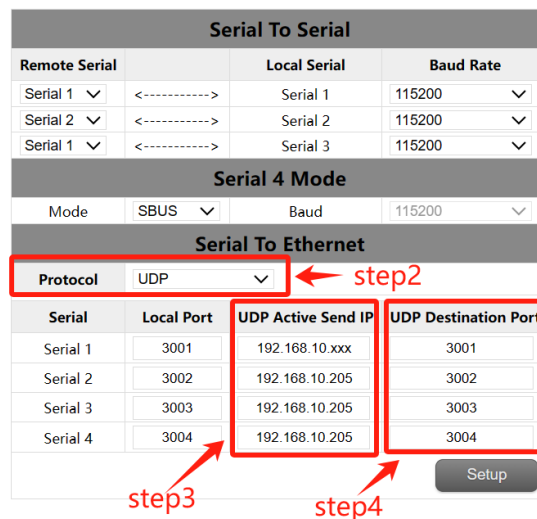 Serial To Serial
Remote Serial Local Serial Baud Rate
Serial 1 <-----------> Serial 1 115200
Serial 2 <-----------> Serial 2 115200
Serial 1 <-----------> Serial 3 115200
Serial 4 Mode
Mode SBUS Baud 115200
Serial To Ethernet
Protocol UDP step2
Serial Local Port UDP Active Send IP UDP Destination Port
Serial 1 3001 192.168.10.xxx 3001
Serial 2 3002 192.168.10.205 3002
Serial 3 3003 192.168.10.205 3003
Serial 4 3004 192.168.10.205 3004
Setup
step3 step4